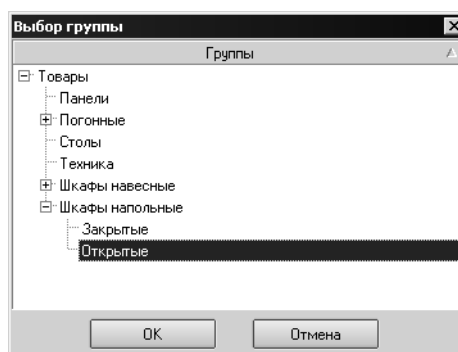 Выбор группы
Группы
Товары
Панели
Погонные
Столы
Техника
Шкафы навесные
Шкафы напольные
Закрытые
Открытые
OK
Отмена